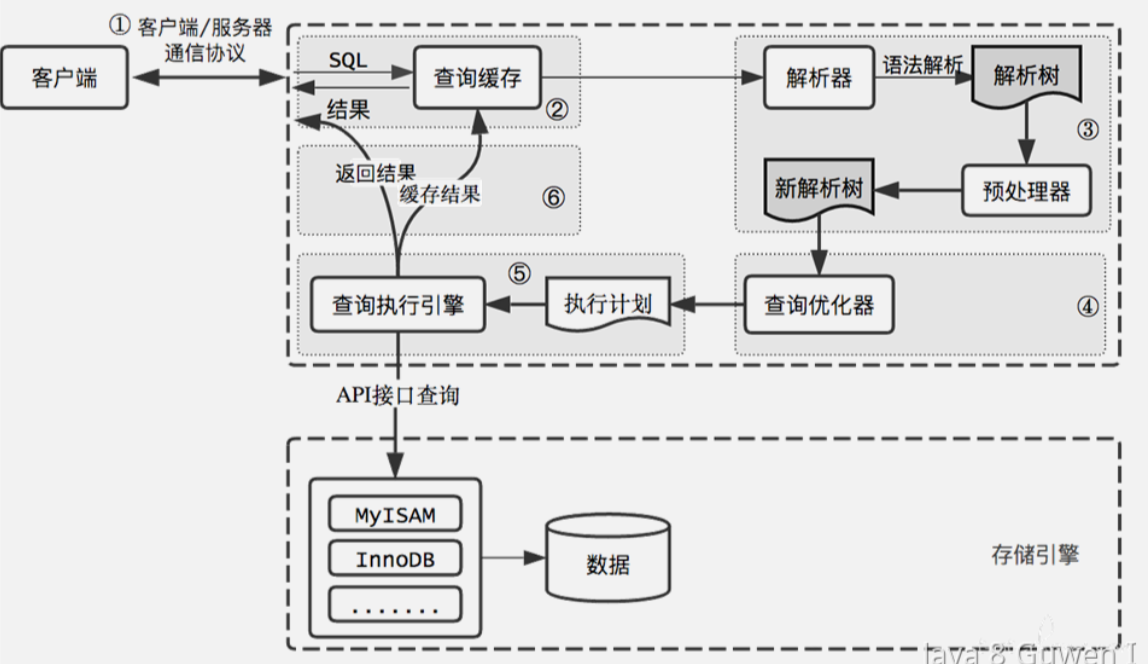 ① 客户端/服务器
通信协议
客户端
SQL
查询缓存
结果
②
解析器
语法解析
解析树
③
预处理器
新解析树
返回结果
缓存结果
⑥
查询执行引擎
⑤
执行计划
查询优化器
④
API接口查询
MyISAM
InnoDB
.......
数据
存储引擎
Java 8